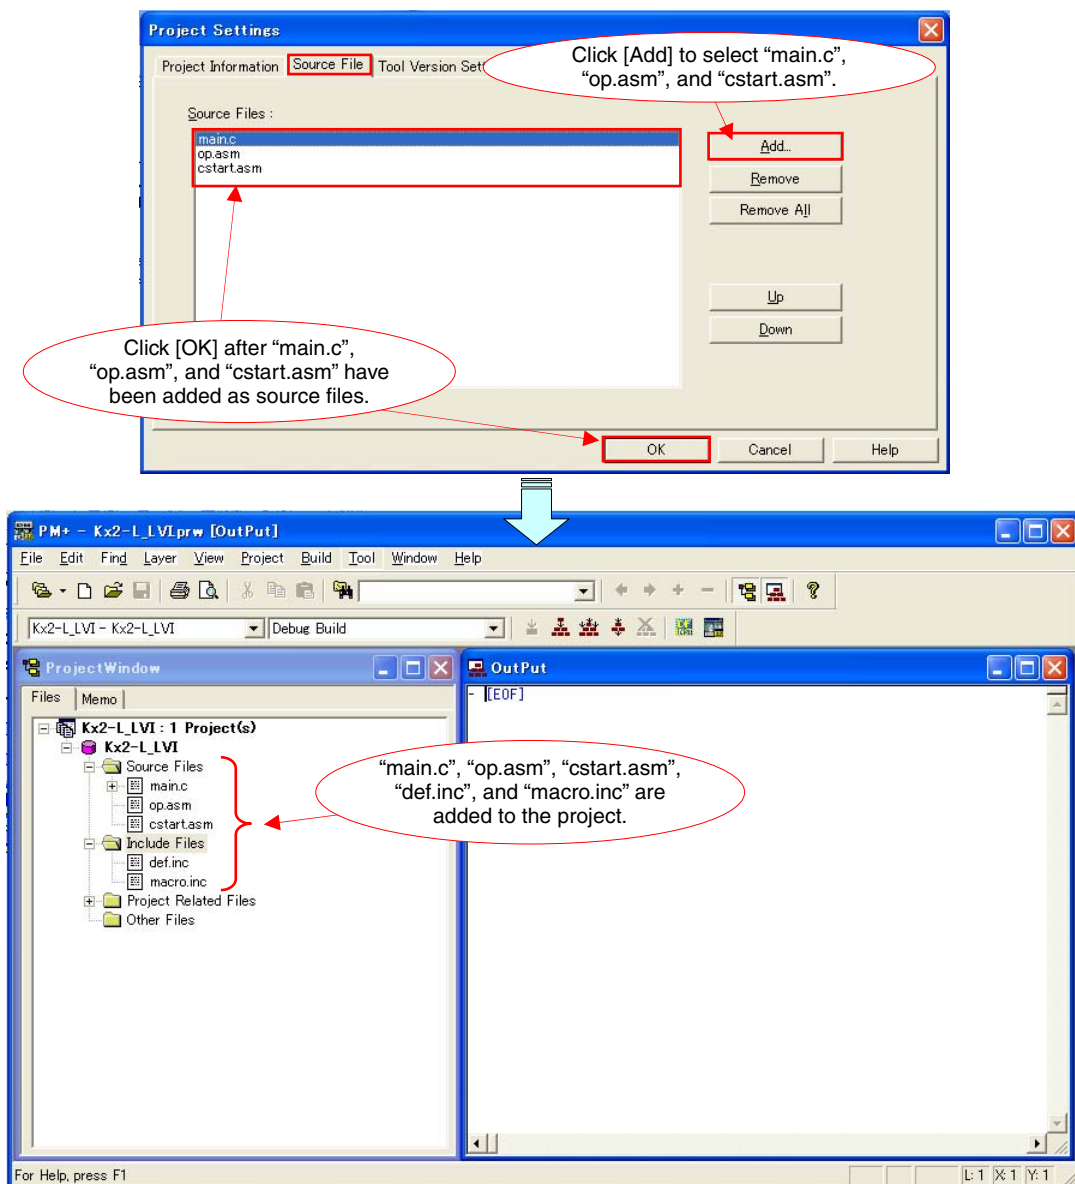 Project Settings
Click [Add] to select “main.c”,
“op.asm”, and “cstart.asm”.
Project Information
Source File
Tool Version Set
Source Files :
main.c
op.asm
cstart.asm
Add...
Remove
Remove All
Up
Down
Click [OK] after “main.c”,
“op.asm”, and “cstart.asm” have
been added as source files.
OK
Cancel
Help
PM+ - Kx2-L_LVI.prw [OutPut]
File Edit Find Layer View Project Build Tool Window Help
Kx2-L_LVI - Kx2-L_LVI
Debug Build
ProjectWindow
OutPut
Files
Memo
[EOF]
Kx2-L_LVI : 1 Project(s)
Kx2-L_LVI
Source Files
main.c
op.asm
cstart.asm
Include Files
def.inc
macro.inc
Project Related Files
Other Files
“main.c”, “op.asm”, “cstart.asm”,
“def.inc”, and “macro.inc” are
added to the project.
For Help, press F1
L: 1 X: 1 Y: 1